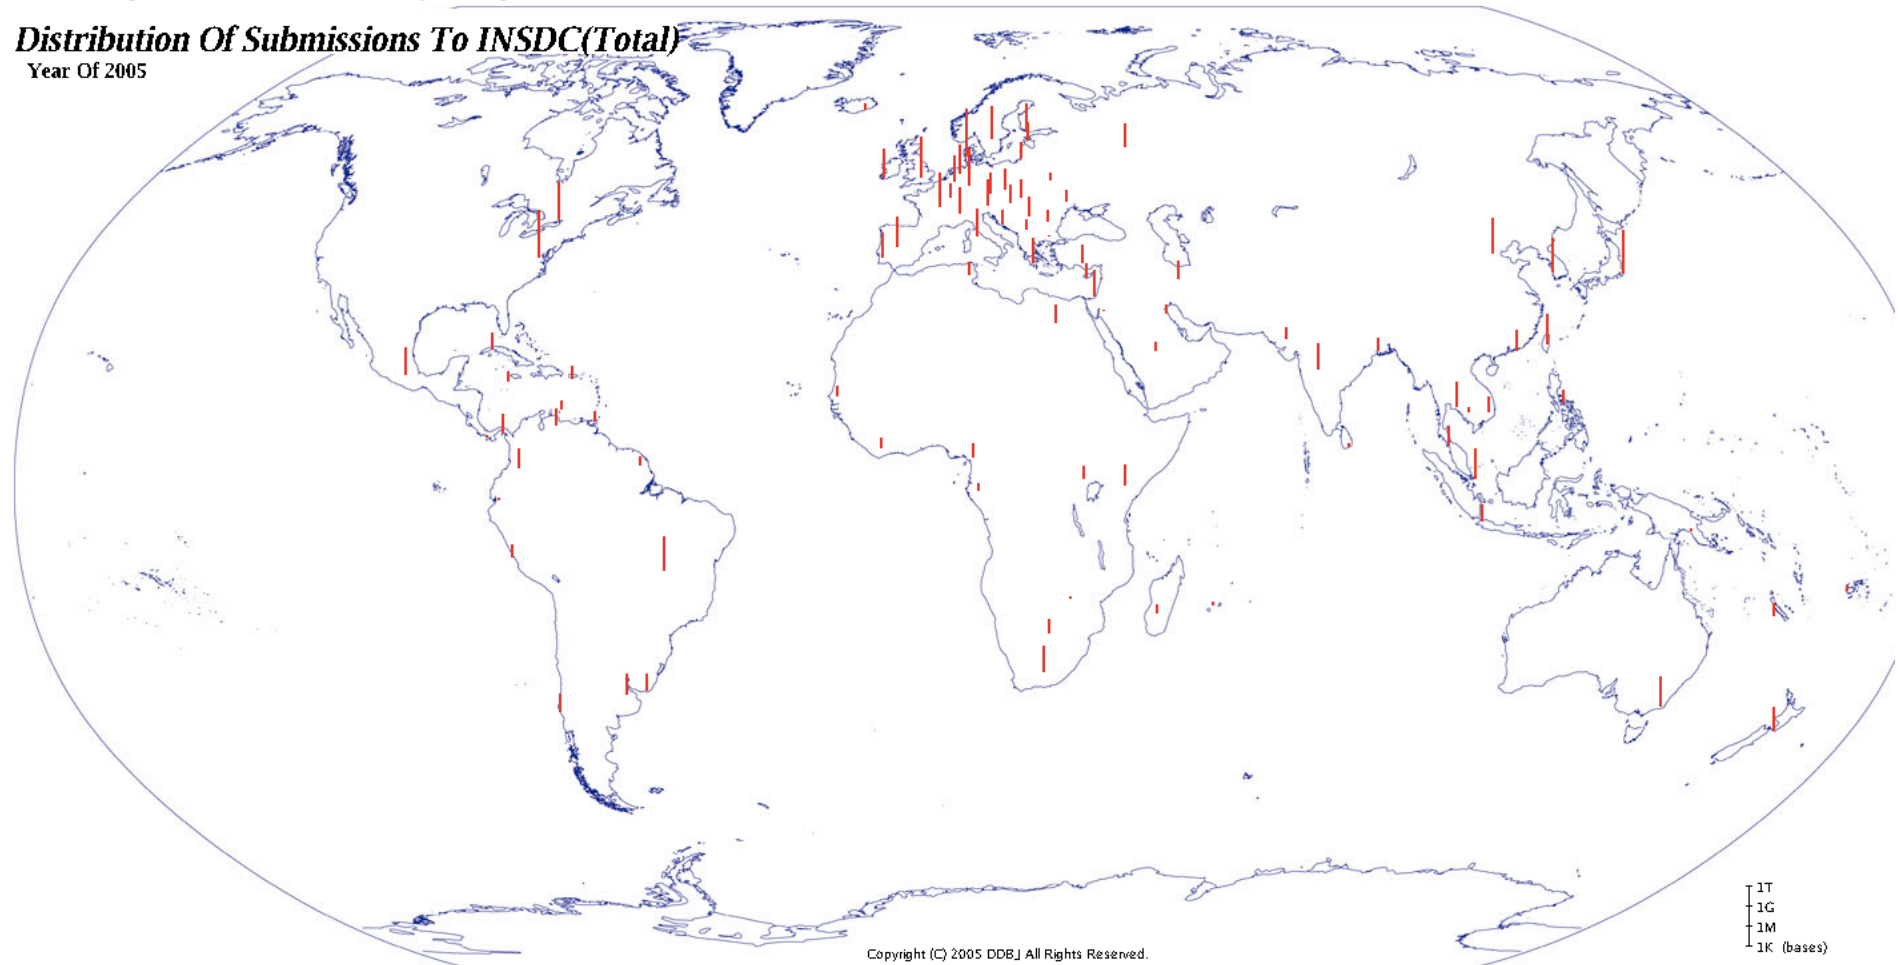 Distribution Of Submissions To INSDC(Total)
Year Of 2005
1T
1G
1M
1K (bases)
Copyright (C) 2005 DDBJ All Rights Reserved.